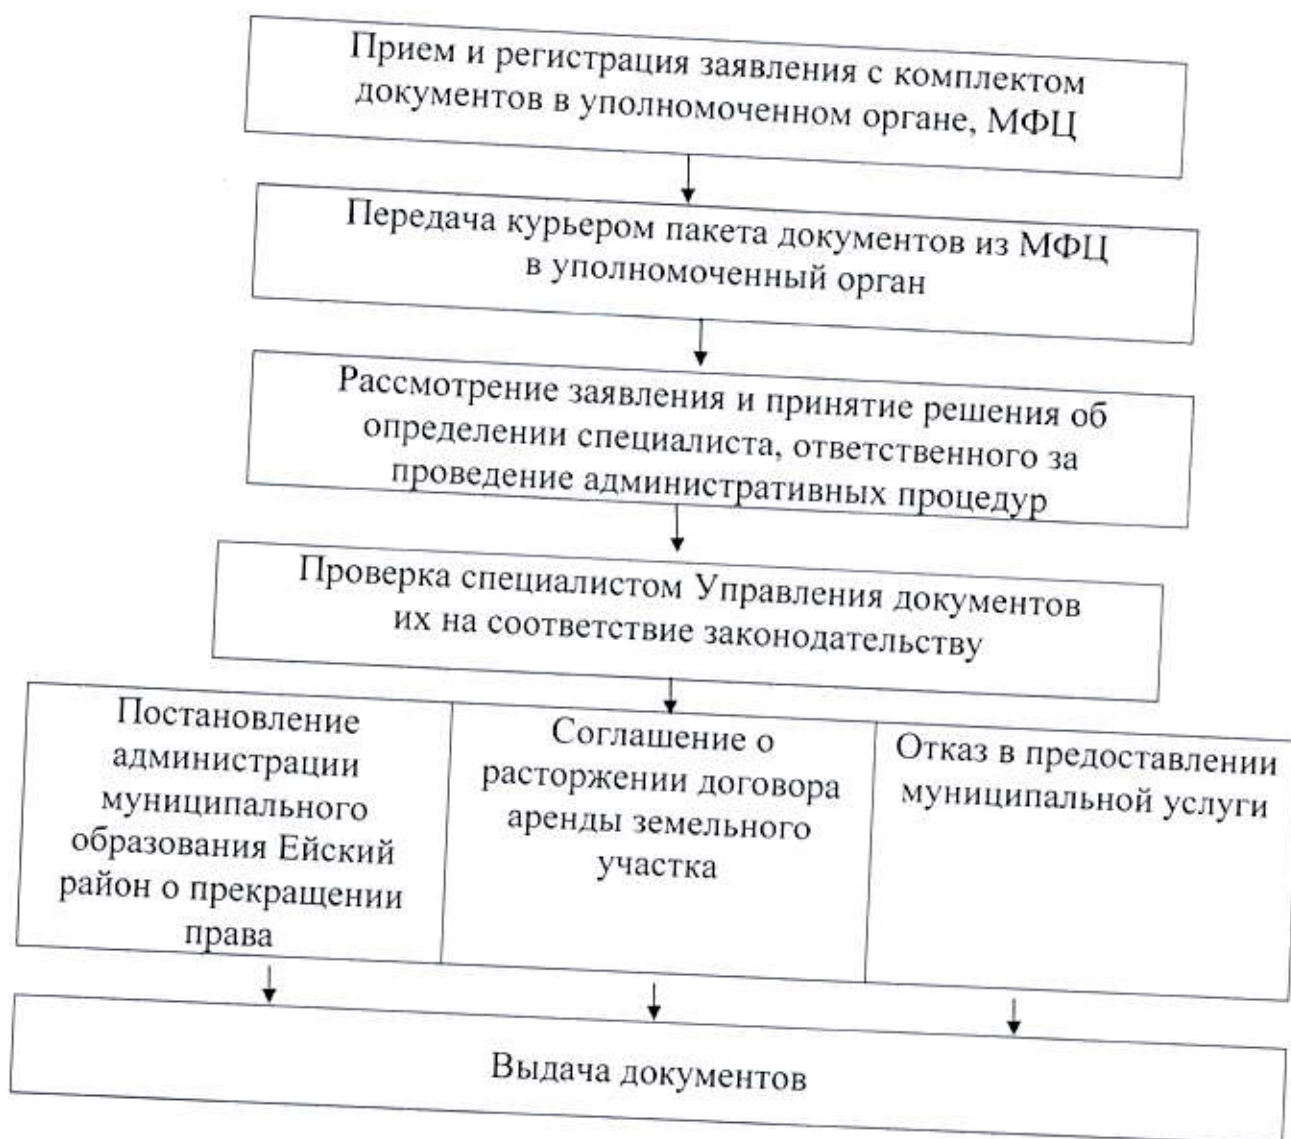 Прием и регистрация заявления с комплектом
документов в уполномоченном органе, МФЦ
Передача курьером пакета документов из МФЦ
в уполномоченный орган
Рассмотрение заявления и принятие решения об
определении специалиста, ответственного за
проведение административных процедур
Проверка специалистом Управления документов
их на соответствие законодательству
Постановление
администрации
муниципального
образования Ейский
район о прекращении
права
Соглашение о
расторжении договора
аренды земельного
участка
Отказ в предоставлении
муниципальной услуги
Выдача документов